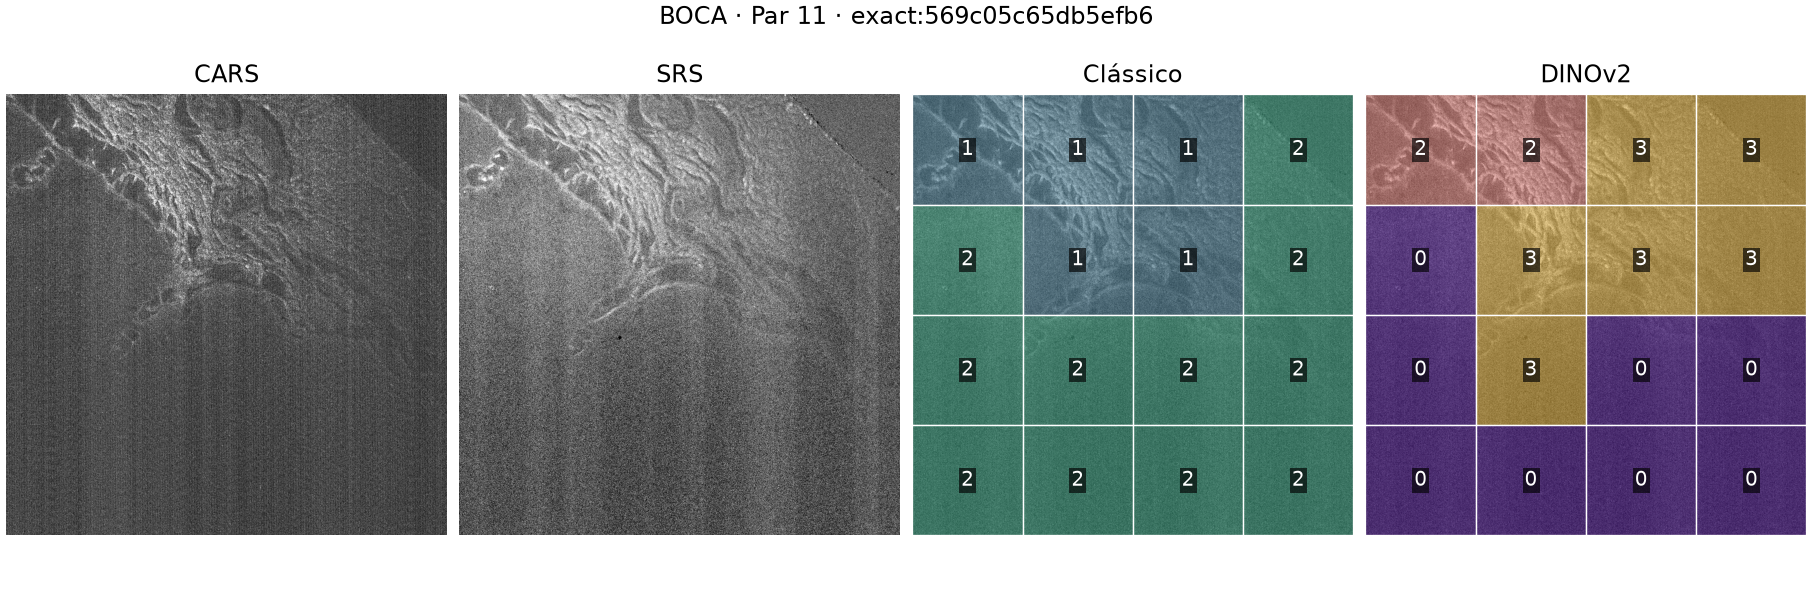 BOCA · Par 11 · exact:569c05c65db5efb6
CARS SRS Clássico DINOv2
1 1 1 2 2 2 3 3
2 1 1 2 0 3 3 3
2 2 2 2 0 3 0 0
2 2 2 2 0 0 0 0